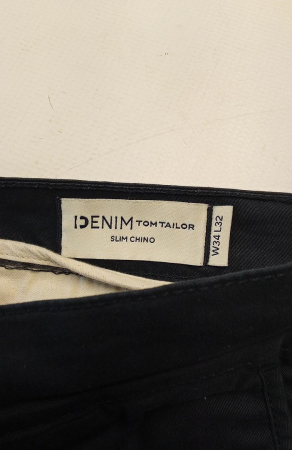 DENIM TOM TAILOR
SLIM CHINO
W34 L32